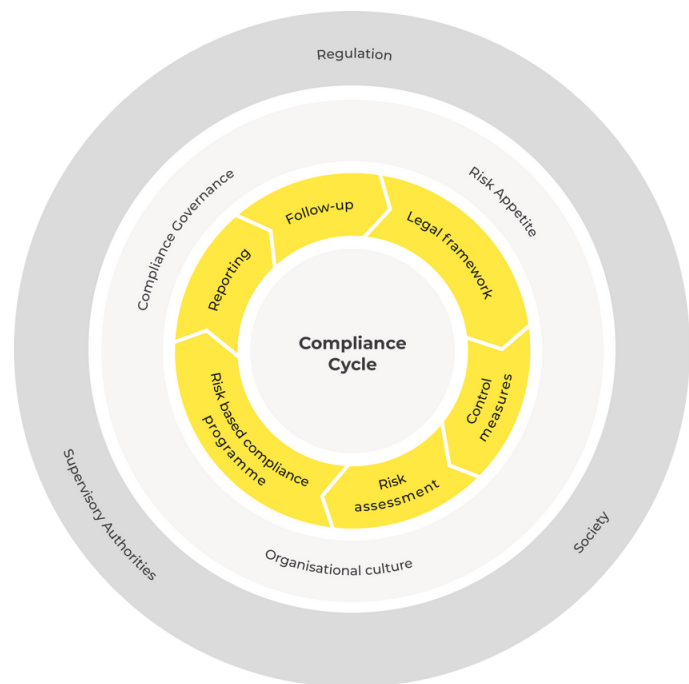 Regulation
Risk Appetite
Compliance Governance
Follow-up
Legal framework
Reporting
Compliance
Cycle
Control
measures
Risk based compliance
programme
Risk
assessment
Supervisory Authorities
Society
Organisational culture